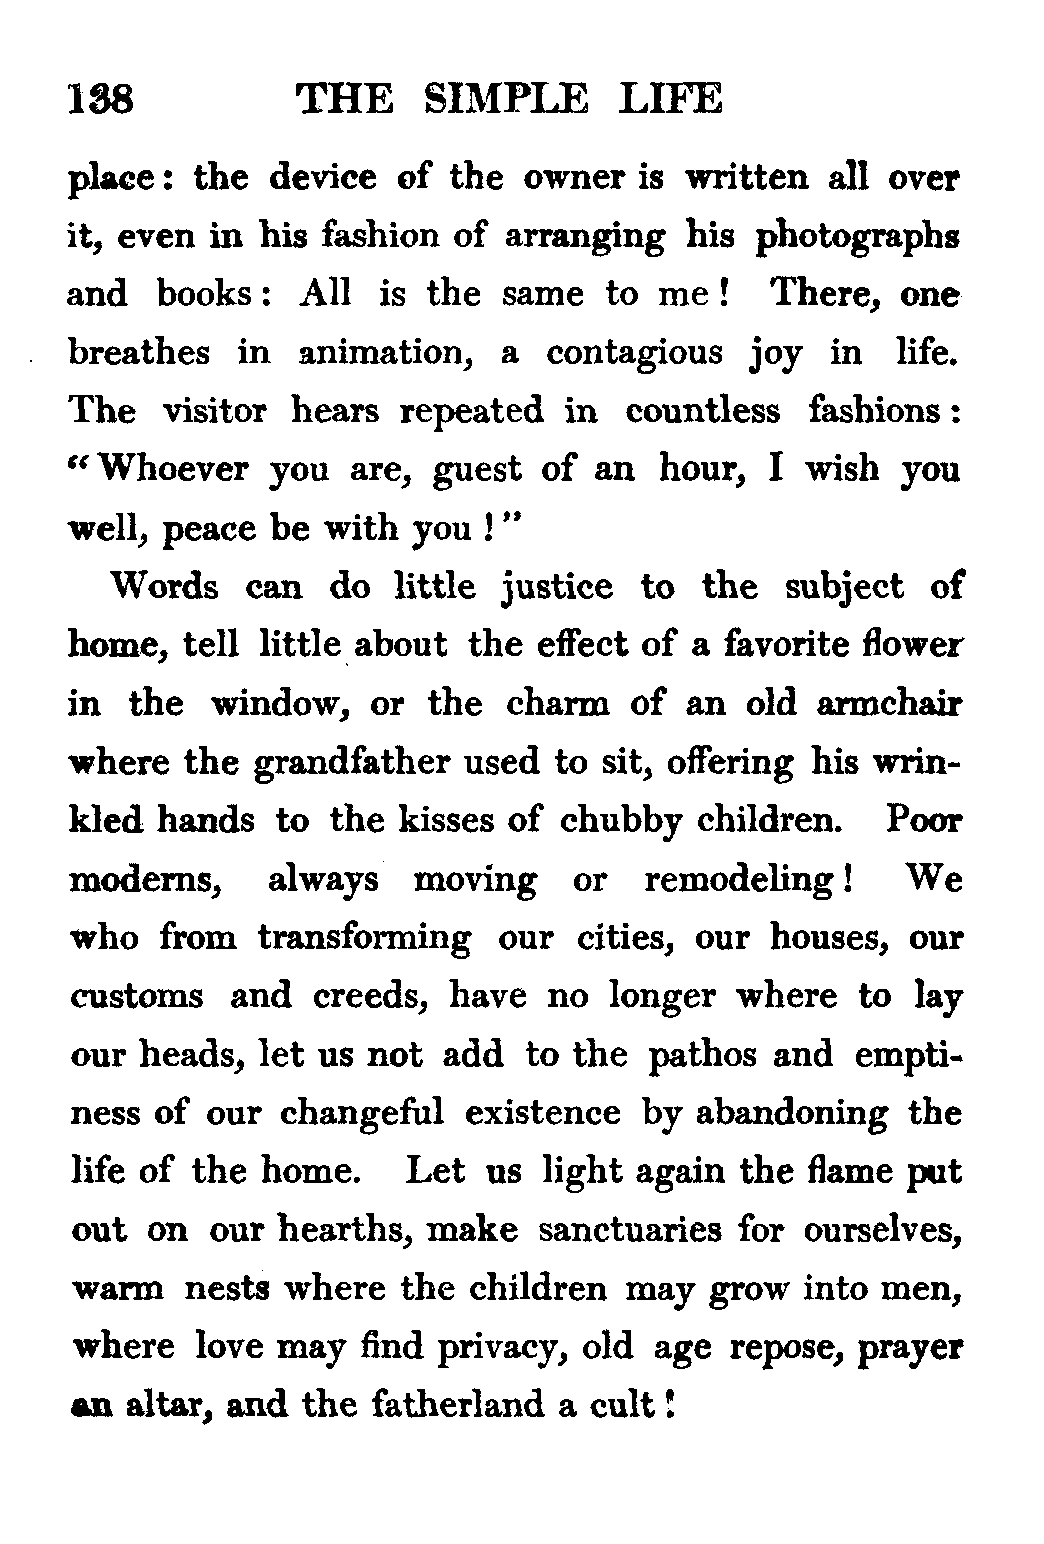 138 THE SIMPLE LIFE
place: the device of the owner is written all over
it, even in his fashion of arranging his photographs
and books: All is the same to me! There, one
breathes in animation, a contagious joy in life.
The visitor hears repeated in countless fashions:
“Whoever you are, guest of an hour, I wish you
well, peace be with you!”
Words can do little justice to the subject of
home, tell little about the effect of a favorite flower
in the window, or the charm of an old armchair
where the grandfather used to sit, offering his wrin-
kled hands to the kisses of chubby children. Poor
moderns, always moving or remodeling! We
who from transforming our cities, our houses, our
customs and creeds, have no longer where to lay
our heads, let us not add to the pathos and empti-
ness of our changeful existence by abandoning the
life of the home. Let us light again the flame put
out on our hearths, make sanctuaries for ourselves,
warm nests where the children may grow into men,
where love may find privacy, old age repose, prayer
an altar, and the fatherland a cult!